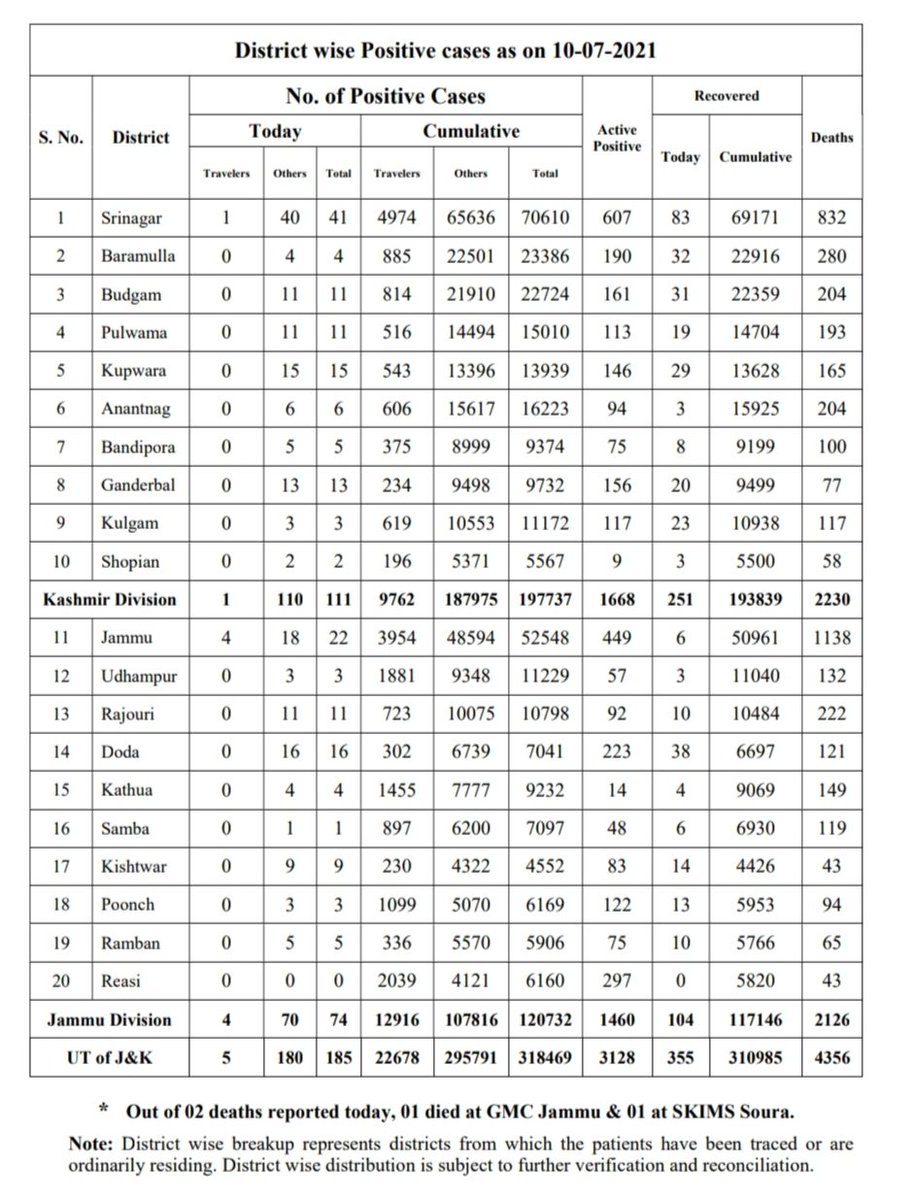 District wise Positive cases as on 10-07-2021
S. No. District No. of Positive Cases Active Positive Recovered Deaths
Today Cumulative Today Cumulative
Travelers Others Total Travelers Others Total
1 Srinagar 1 40 41 4974 65636 70610 607 83 69171 832
2 Baramulla 0 4 4 885 22501 23386 190 32 22916 280
3 Budgam 0 11 11 814 21910 22724 161 31 22359 204
4 Pulwama 0 11 11 516 14494 15010 113 19 14704 193
5 Kupwara 0 15 15 543 13396 13939 146 29 13628 165
6 Anantnag 0 6 6 606 15617 16223 94 3 15925 204
7 Bandipora 0 5 5 375 8999 9374 75 8 9199 100
8 Ganderbal 0 13 13 234 9498 9732 156 20 9499 77
9 Kulgam 0 3 3 619 10553 11172 117 23 10938 117
10 Shopian 0 2 2 196 5371 5567 9 3 5500 58
Kashmir Division 1 110 111 9762 187975 197737 1668 251 193839 2230
11 Jammu 4 18 22 3954 48594 52548 449 6 50961 1138
12 Udhampur 0 3 3 1881 9348 11229 57 3 11040 132
13 Rajouri 0 11 11 723 10075 10798 92 10 10484 222
14 Doda 0 16 16 302 6739 7041 223 38 6697 121
15 Kathua 0 4 4 1455 7777 9232 14 4 9069 149
16 Samba 0 1 1 897 6200 7097 48 6 6930 119
17 Kishtwar 0 9 9 230 4322 4552 83 14 4426 43
18 Poonch 0 3 3 1099 5070 6169 122 13 5953 94
19 Ramban 0 5 5 336 5570 5906 75 10 5766 65
20 Reasi 0 0 0 2039 4121 6160 297 0 5820 43
Jammu Division 4 70 74 12916 107816 120732 1460 104 117146 2126
UT of J&K 5 180 185 22678 295791 318469 3128 355 310985 4356
* Out of 02 deaths reported today, 01 died at GMC Jammu & 01 at SKIMS Soura.
Note: District wise breakup represents districts from which the patients have been traced or are
ordinarily residing. District wise distribution is subject to further verification and reconciliation.